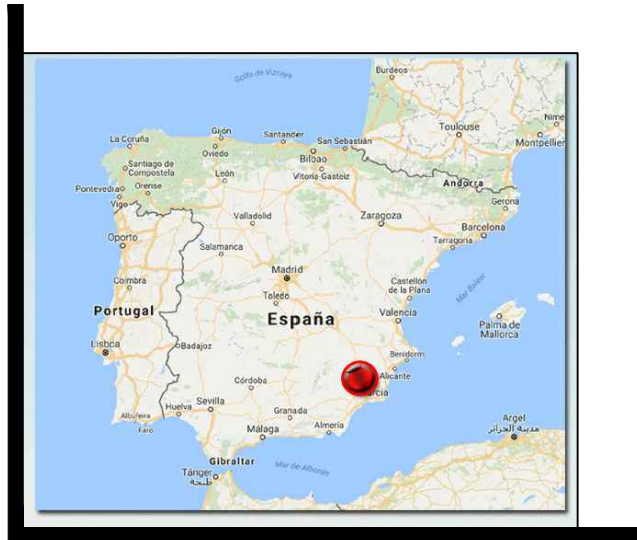 Golfo de Vizcaya
Burdeos
Nime
Toulouse
Montpellier
La Coruña
Gijón
Santander
San Sebastián
Oviedo
Bilbao
Santiago de
Compostela
León
Vitoria-Gasteiz
Pontevedra
Orense
Andorra
Vigo
Gerona
Valladolid
Zaragoza
Barcelona
Oporto
Tarragona
Salamanca
Madrid
Castellón
de la Plana
Coimbra
Mar Balear
Toledo
Portugal
España
Valencia
Palma de
Mallorca
Lisboa
Badajoz
Benidorm
Alicante
Córdoba
rcia
Sevilla
Huelva
Granada
Albufeira
Faro
Málaga
Almería
Argel
مدينة الجزائر
Gibraltar
Mar de Alborán
Tánger
طنجة